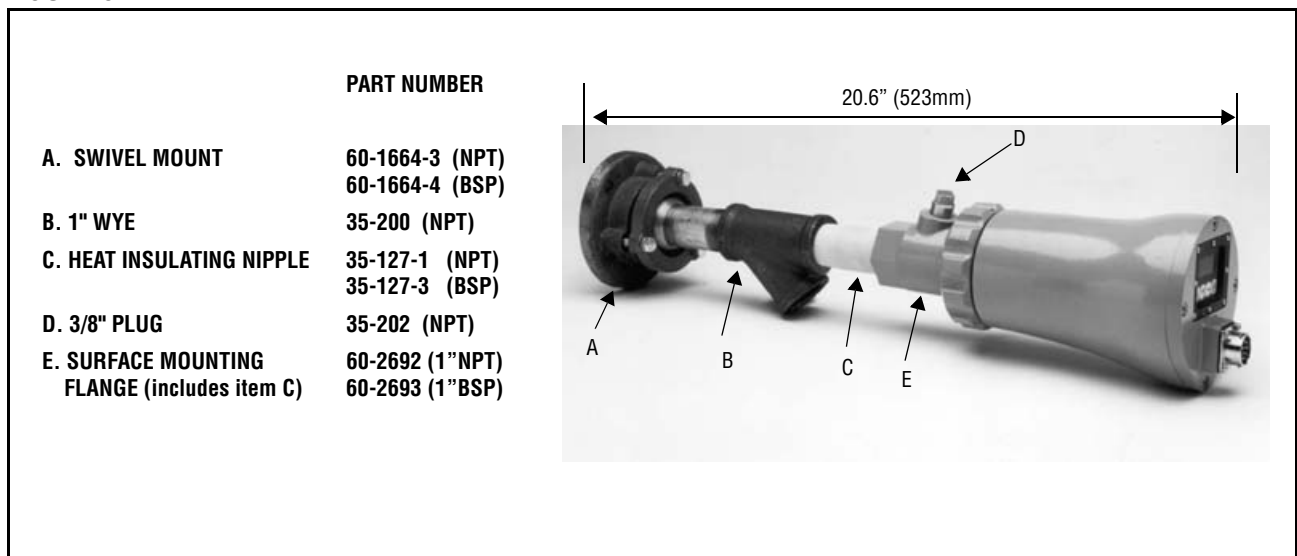 PART NUMBER
A. SWIVEL MOUNT 60-1664-3 (NPT)
60-1664-4 (BSP)
B. 1" WYE 35-200 (NPT)
C. HEAT INSULATING NIPPLE 35-127-1 (NPT)
35-127-3 (BSP)
D. 3/8" PLUG 35-202 (NPT)
E. SURFACE MOUNTING 60-2692 (1”NPT)
FLANGE (includes item C) 60-2693 (1”BSP)
20.6” (523mm)
D
A
B
C
E